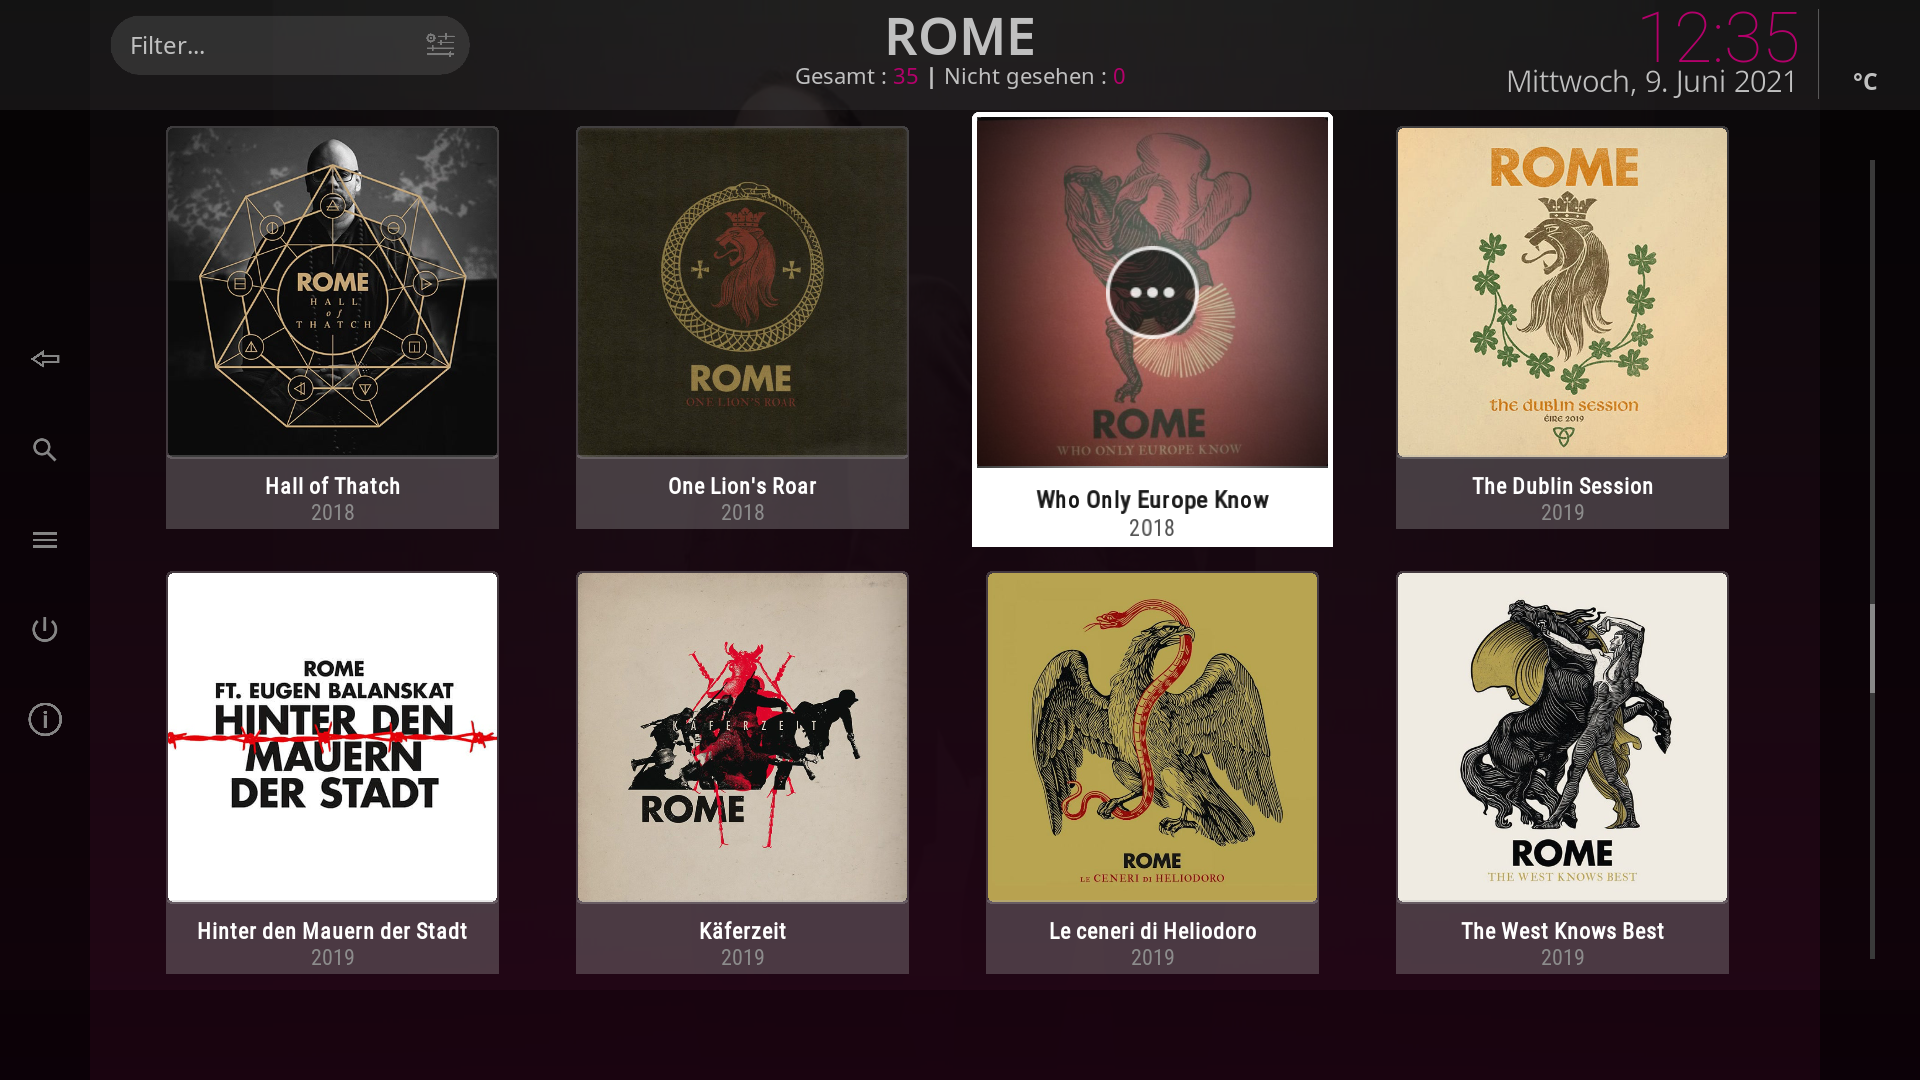 Filter...
ROME
Gesamt : 35 | Nicht gesehen : 0
12:35
Mittwoch, 9. Juni 2021
°C
ROME
HALL
of
THATCH
Hall of Thatch
2018
ROME
ONE LION'S ROAR
One Lion's Roar
2018
ROME
WHO ONLY EUROPE KNOW
Who Only Europe Know
2018
ROME
the dublin session
ÉIRE 2019
The Dublin Session
2019
ROME
FT. EUGEN BALANSKAT
HINTER DEN
MAUERN
DER STADT
Hinter den Mauern der Stadt
2019
KÄFERZEIT
ROME
Käferzeit
2019
ROME
LE CENERI DI HELIODORO
Le ceneri di Heliodoro
2019
ROME
THE WEST KNOWS BEST
The West Knows Best
2019